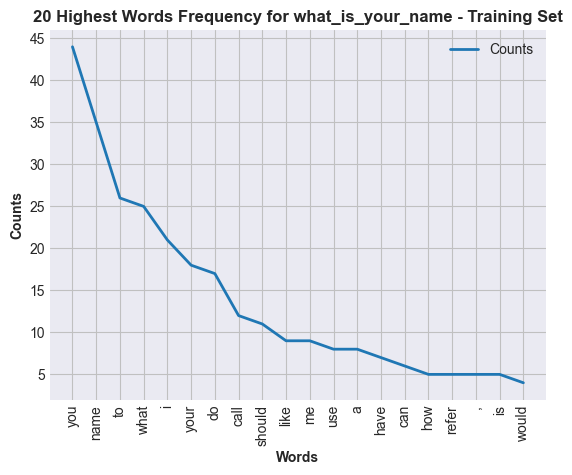 20 Highest Words Frequency for what_is_your_name - Training Set
Counts
45
40
35
30
25
20
15
10
5
Counts
you
name
to
what
i
your
do
call
should
like
me
use
a
have
can
how
refer
,
is
would
Words